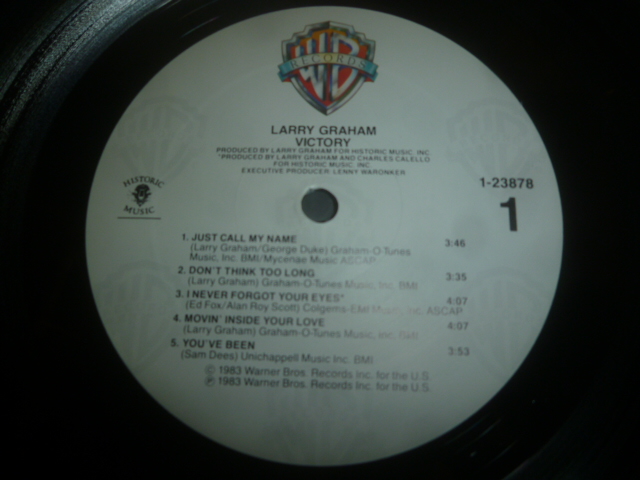 WB
RECORDS
LARRY GRAHAM
VICTORY
PRODUCED BY LARRY GRAHAM FOR HISTORIC MUSIC, INC.
*PRODUCED BY LARRY GRAHAM AND CHARLES CALELLO
FOR HISTORIC MUSIC, INC.
EXECUTIVE PRODUCER: LENNY WARONKER
HISTORIC
MUSIC
1-23878
1
1. JUST CALL MY NAME 3:46
(Larry Graham/George Duke) Graham-O-Tunes
Music, Inc. BMI/Mycenae Music ASCAP
2. DON'T THINK TOO LONG 3:35
(Larry Graham) Graham-O-Tunes Music, Inc. BMI
3. I NEVER FORGOT YOUR EYES* 4:07
(Ed Fox/Alan Roy Scott) Colgems-EMI Music, Inc. ASCAP
4. MOVIN' INSIDE YOUR LOVE 4:07
(Larry Graham) Graham-O-Tunes Music, Inc. BMI
5. YOU'VE BEEN 3:53
(Sam Dees) Unichappell Music Inc. BMI
© 1983 Warner Bros. Records Inc. for the U.S.
℗ 1983 Warner Bros. Records Inc. for the U.S.